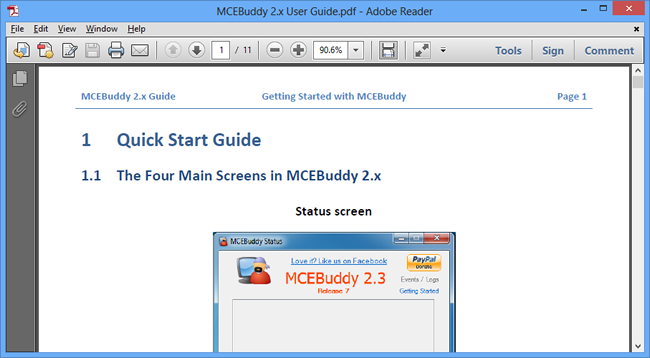 MCEBuddy 2.x User Guide.pdf - Adobe Reader
File Edit View Window Help
1 / 11 90.6% Tools Sign Comment
MCEBuddy 2.x Guide Getting Started with MCEBuddy Page 1
1 Quick Start Guide
1.1 The Four Main Screens in MCEBuddy 2.x
Status screen
MCEBuddy Status
Love it? Like us on Facebook
PayPal
Donate
MCEBuddy 2.3
Events / Logs
Release 7
Getting Started